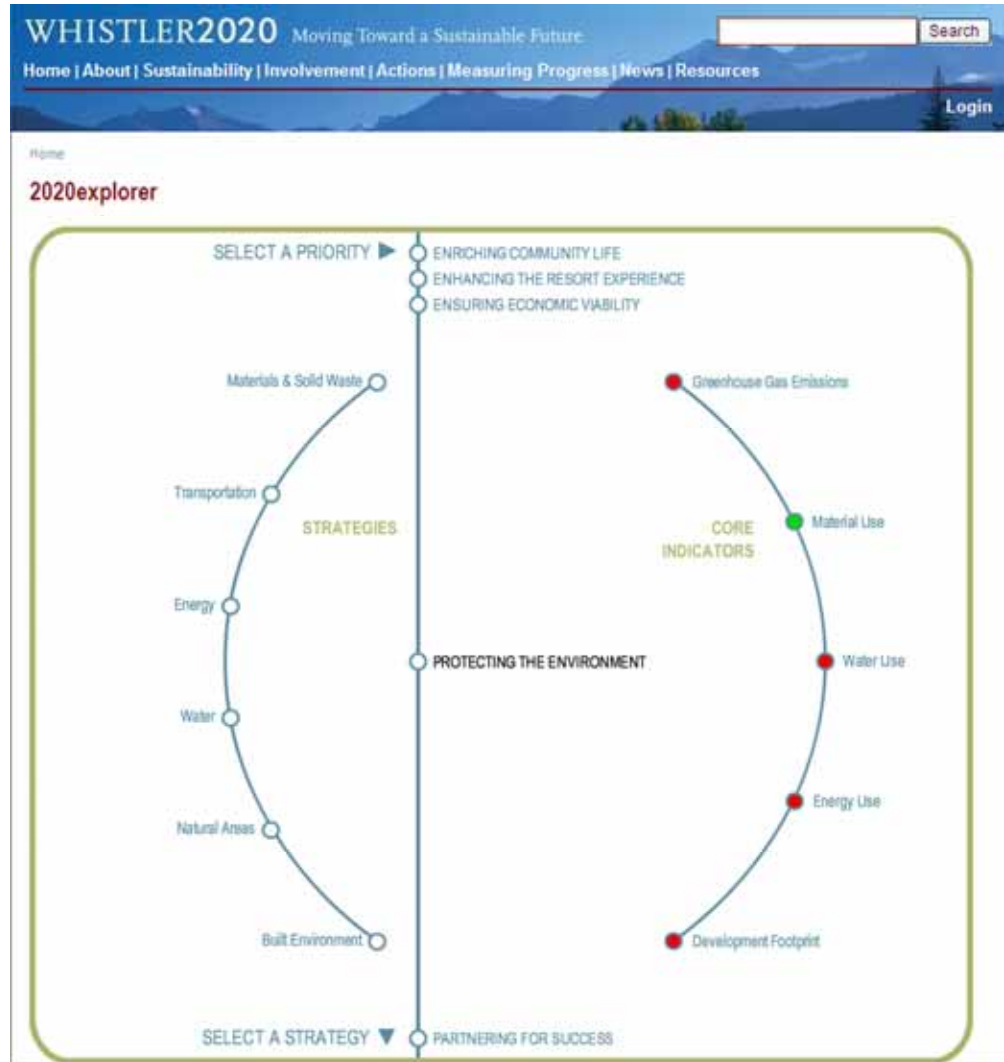 WHISTLER2020 Moving Toward a Sustainable Future
Search
Home | About | Sustainability | Involvement | Actions | Measuring Progress | News | Resources
Login
Home
2020explorer
SELECT A PRIORITY
ENRICHING COMMUNITY LIFE
ENHANCING THE RESORT EXPERIENCE
ENSURING ECONOMIC VIABILITY
Materials & Solid Waste
Greenhouse Gas Emissions
Transportation
STRATEGIES
CORE
INDICATORS
Material Use
Energy
PROTECTING THE ENVIRONMENT
Water Use
Water
Energy Use
Natural Areas
Built Environment
Development Footprint
SELECT A STRATEGY
PARTNERING FOR SUCCESS